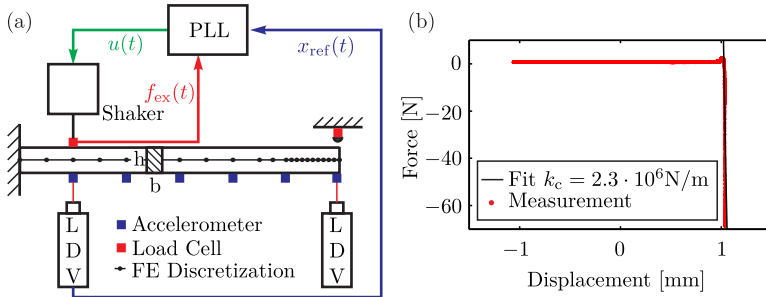 (a)
PLL
u(t)
x_ref(t)
f_ex(t)
Shaker
h
b
L D V
L D V
Accelerometer
Load Cell
FE Discretization
(b)
Force [N]
0
−20
−40
−60
Fit k_c = 2.3 · 10^6 N/m
Measurement
−1
0
1
Displacement [mm]